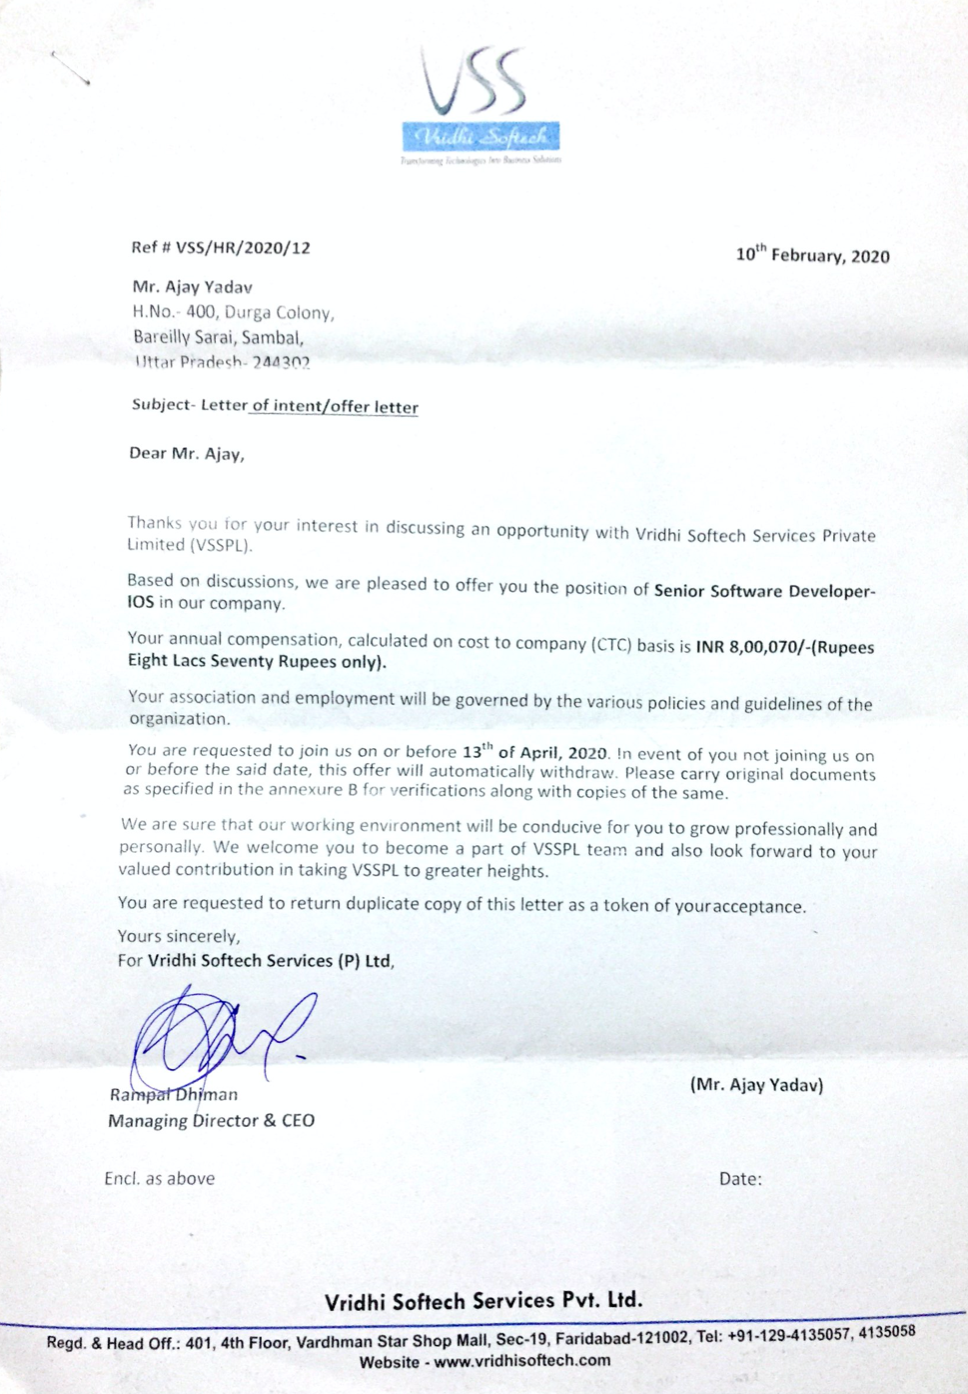 VSS
Vridhi Softech
Transforming Technologies Into Business Solutions
Ref # VSS/HR/2020/12
10th February, 2020
Mr. Ajay Yadav
H.No.- 400, Durga Colony,
Bareilly Sarai, Sambal,
Uttar Pradesh- 244302
Subject- Letter of intent/offer letter
Dear Mr. Ajay,
Thanks you for your interest in discussing an opportunity with Vridhi Softech Services Private
Limited (VSSPL).
Based on discussions, we are pleased to offer you the position of Senior Software Developer-
IOS in our company.
Your annual compensation, calculated on cost to company (CTC) basis is INR 8,00,070/-(Rupees
Eight Lacs Seventy Rupees only).
Your association and employment will be governed by the various policies and guidelines of the
organization.
You are requested to join us on or before 13th of April, 2020. In event of you not joining us on
or before the said date, this offer will automatically withdraw. Please carry original documents
as specified in the annexure B for verifications along with copies of the same.
We are sure that our working environment will be conducive for you to grow professionally and
personally. We welcome you to become a part of VSSPL team and also look forward to your
valued contribution in taking VSSPL to greater heights.
You are requested to return duplicate copy of this letter as a token of youracceptance.
Yours sincerely,
For Vridhi Softech Services (P) Ltd,
Rampat Dhiman
(Mr. Ajay Yadav)
Managing Director & CEO
Encl. as above
Date:
Vridhi Softech Services Pvt. Ltd.
Regd. & Head Off.: 401, 4th Floor, Vardhman Star Shop Mall, Sec-19, Faridabad-121002, Tel: +91-129-4135057, 4135058
Website - www.vridhisoftech.com